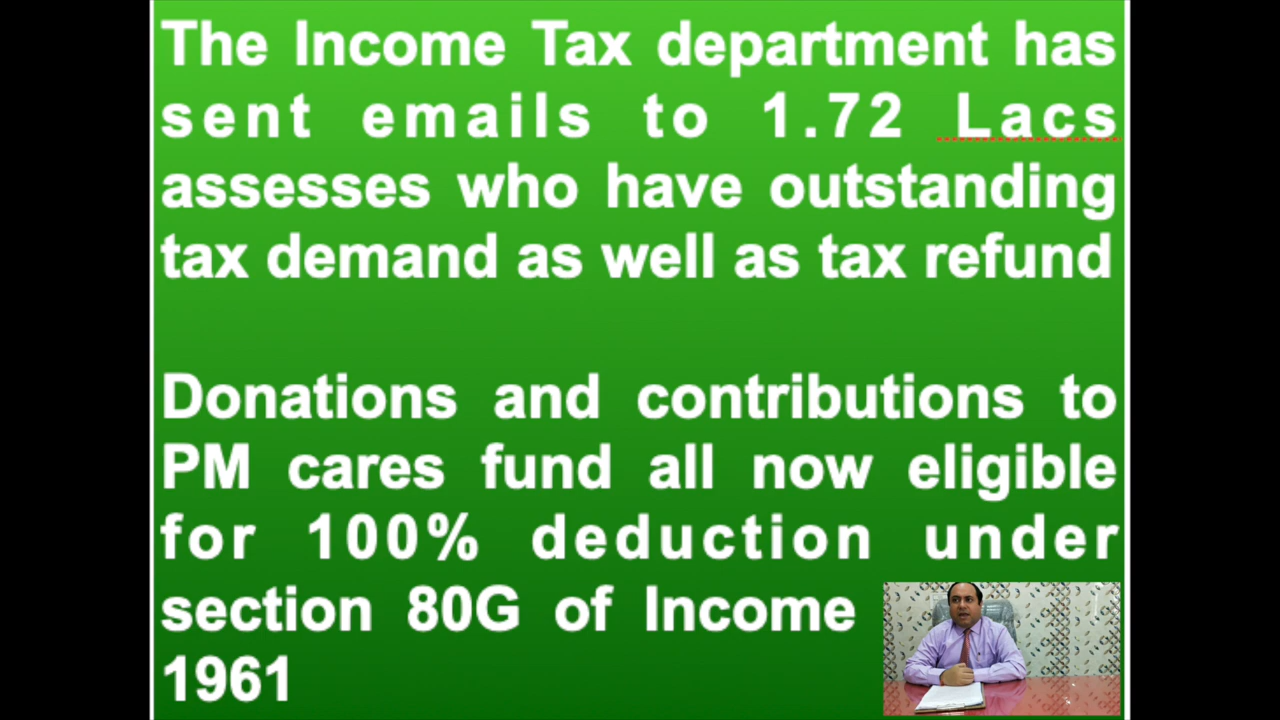 The Income Tax department has
sent emails to 1.72 Lacs
assesses who have outstanding
tax demand as well as tax refund
Donations and contributions to
PM cares fund all now eligible
for 100% deduction under
section 80G of Income
1961